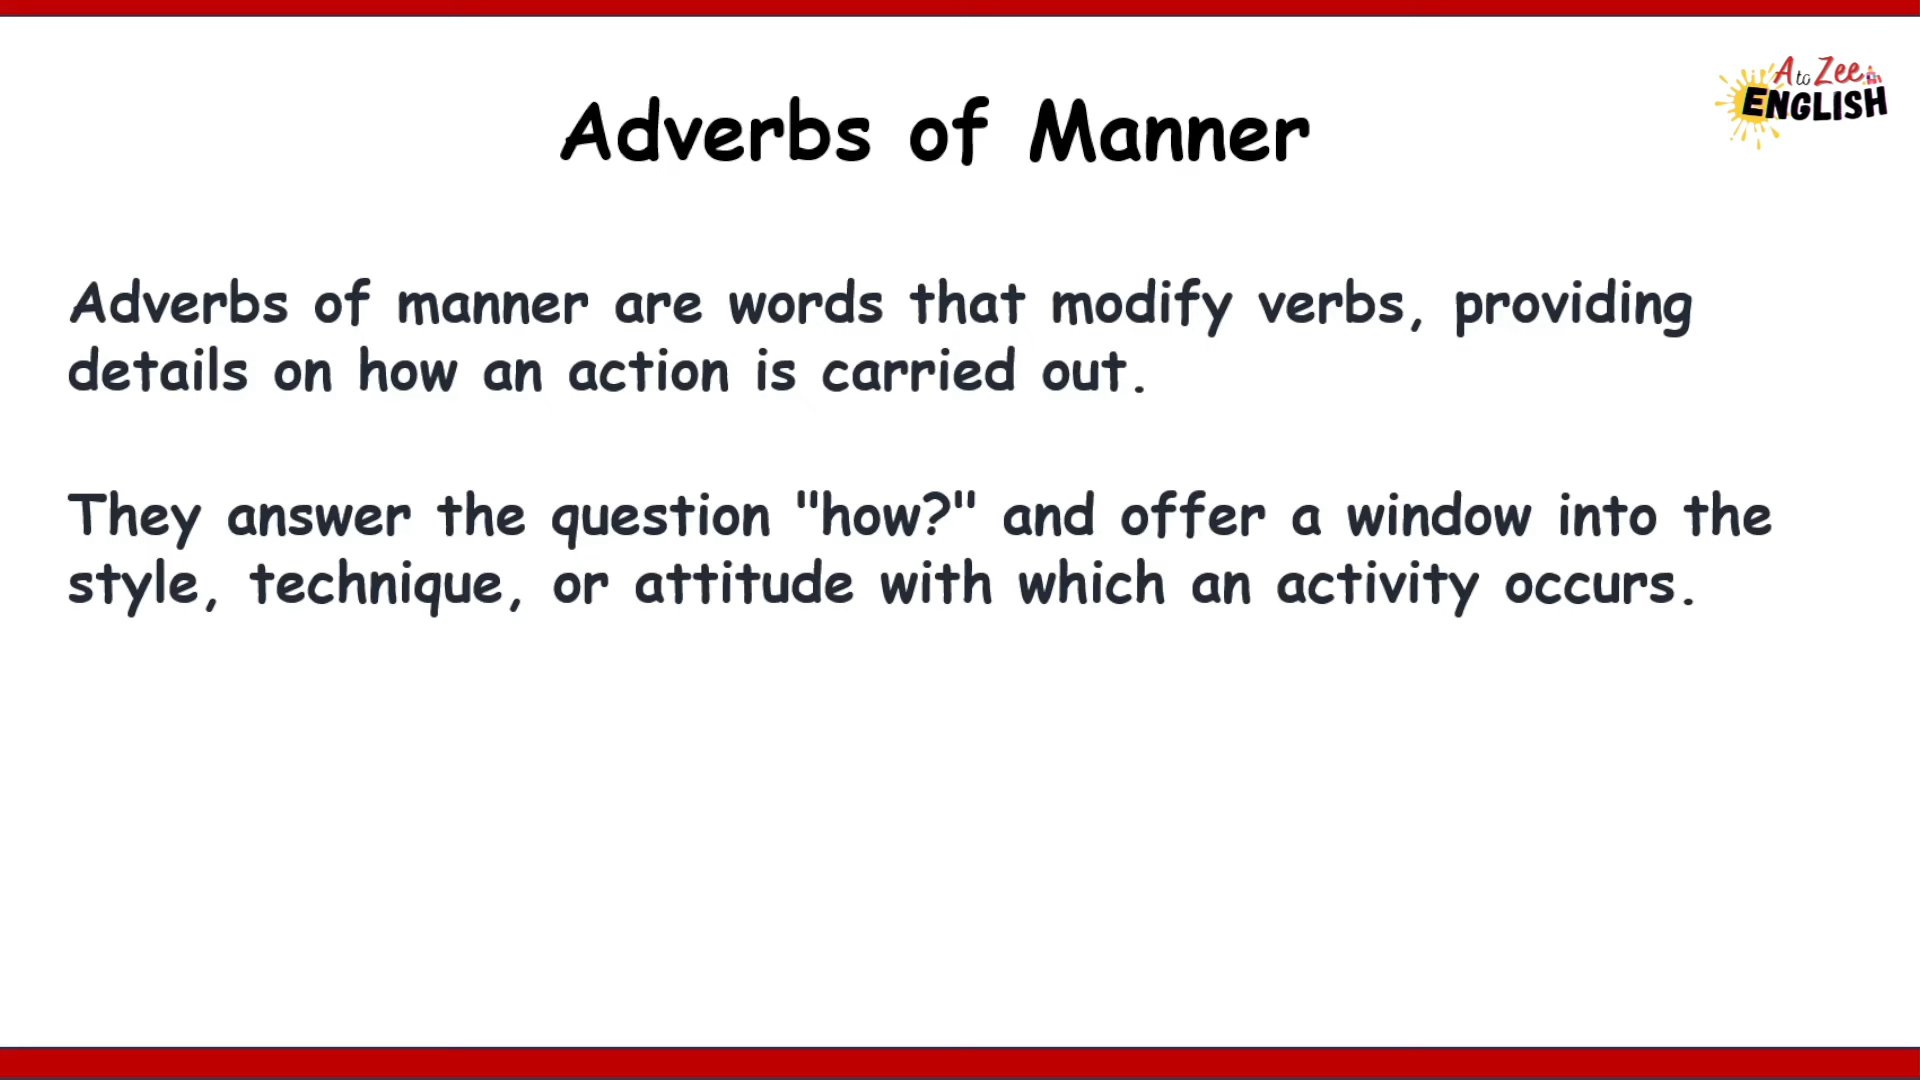 A to Zee
ENGLISH
Adverbs of Manner
Adverbs of manner are words that modify verbs, providing
details on how an action is carried out.
They answer the question "how?" and offer a window into the
style, technique, or attitude with which an activity occurs.